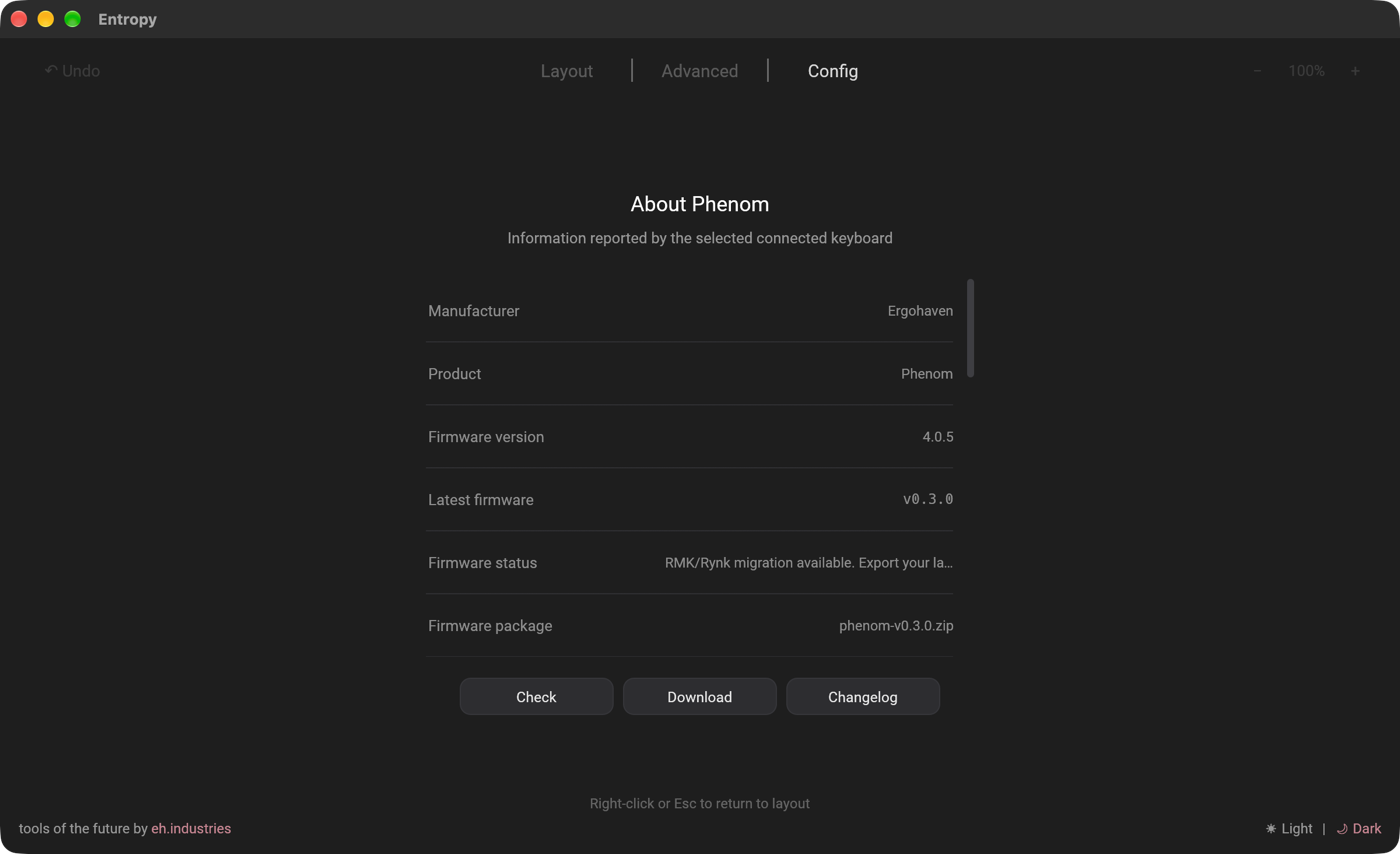 Entropy
↶ Undo
Layout | Advanced | Config
− 100% +
About Phenom
Information reported by the selected connected keyboard
Manufacturer Ergohaven
Product Phenom
Firmware version 4.0.5
Latest firmware v0.3.0
Firmware status RMK/Rynk migration available. Export your la…
Firmware package phenom-v0.3.0.zip
Check Download Changelog
Right-click or Esc to return to layout
tools of the future by eh.industries
☀ Light | 🌙 Dark